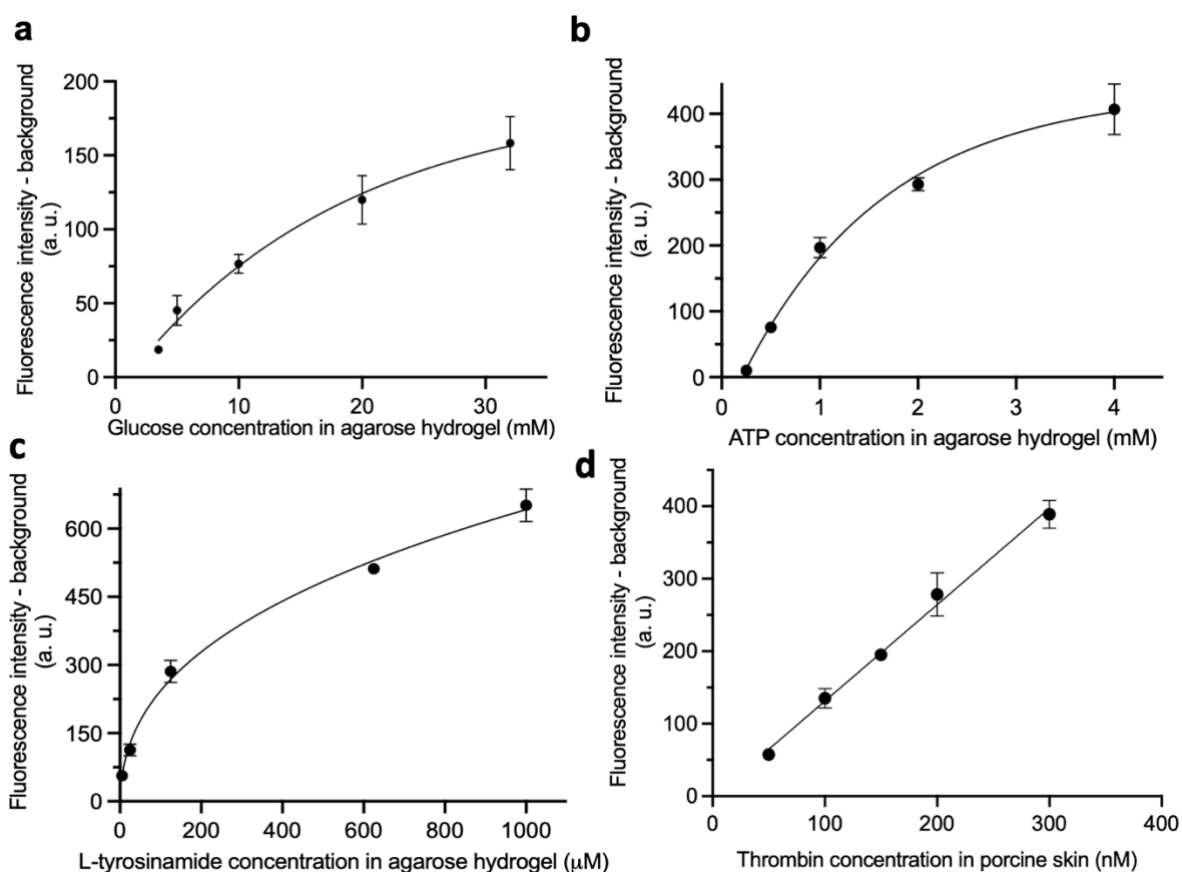 a
Fluorescence intensity - background
(a. u.)
200
150
100
50
0
0 10 20 30
Glucose concentration in agarose hydrogel (mM)
b
Fluorescence intensity - background
(a. u.)
400
300
200
100
0
0 1 2 3 4
ATP concentration in agarose hydrogel (mM)
c
Fluorescence intensity - background
(a. u.)
600
450
300
150
0
0 200 400 600 800 1000
L-tyrosinamide concentration in agarose hydrogel (μM)
d
Fluorescence intensity - background
(a. u.)
400
300
200
100
0
0 100 200 300 400
Thrombin concentration in porcine skin (nM)